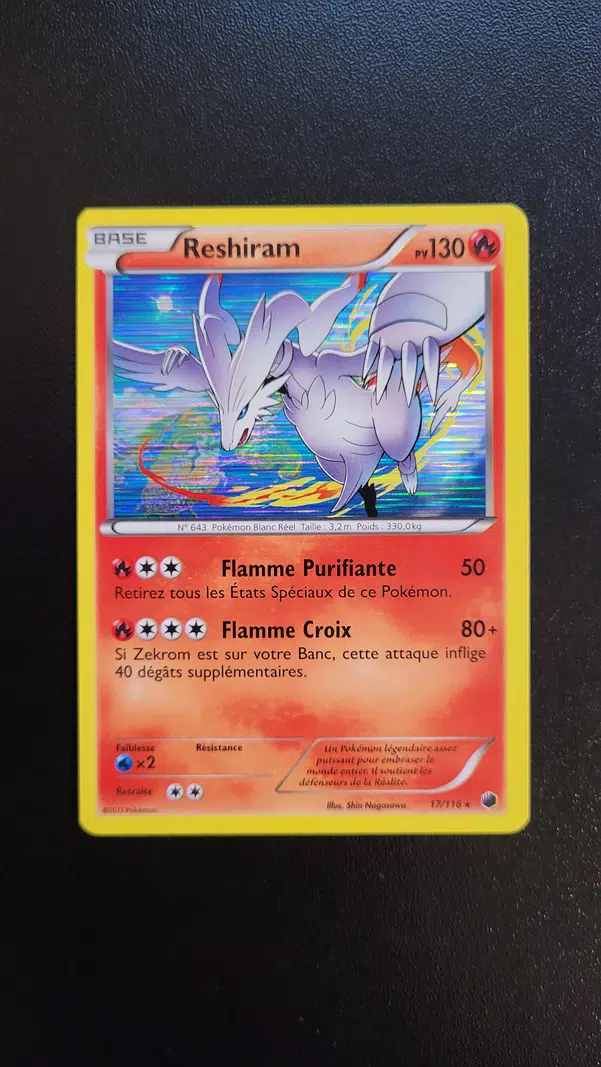 BASE
Reshiram
PV130
N° 643 Pokémon Blanc Réel Taille : 3,2m Poids : 330,0kg
Flamme Purifiante 50
Retirez tous les États Spéciaux de ce Pokémon.
Flamme Croix 80+
Si Zekrom est sur votre Banc, cette attaque inflige
40 dégâts supplémentaires.
Faiblesse Résistance
×2
Retraite
Un Pokémon légendaire assez
puissant pour embraser le
monde entier. Il soutient les
défenseurs de la Réalité.
©2013 Pokémon
Illus. Shin Nagasawa
17/116 ★